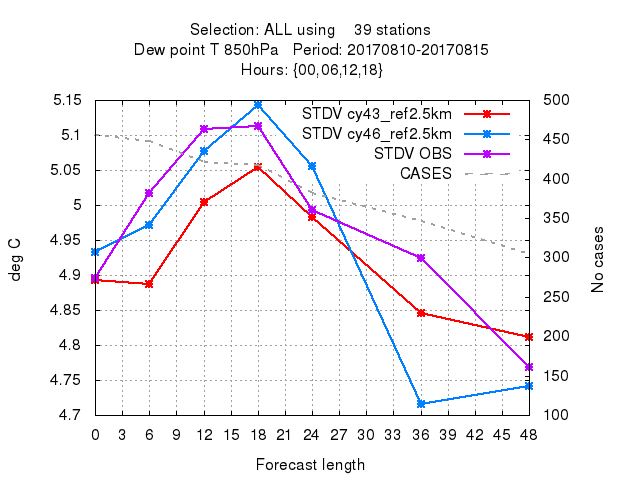 Selection: ALL using    39 stations
Dew point T 850hPa   Period: 20170810-20170815
Hours: {00,06,12,18}
5.15
5.1
5.05
5
4.95
4.9
4.85
4.8
4.75
4.7
deg C
STDV cy43_ref2.5km
STDV cy46_ref2.5km
STDV OBS
CASES
500
450
400
350
300
250
200
150
100
No cases
0 3 6 9 12 15 18 21 24 27 30 33 36 39 42 45 48
Forecast length